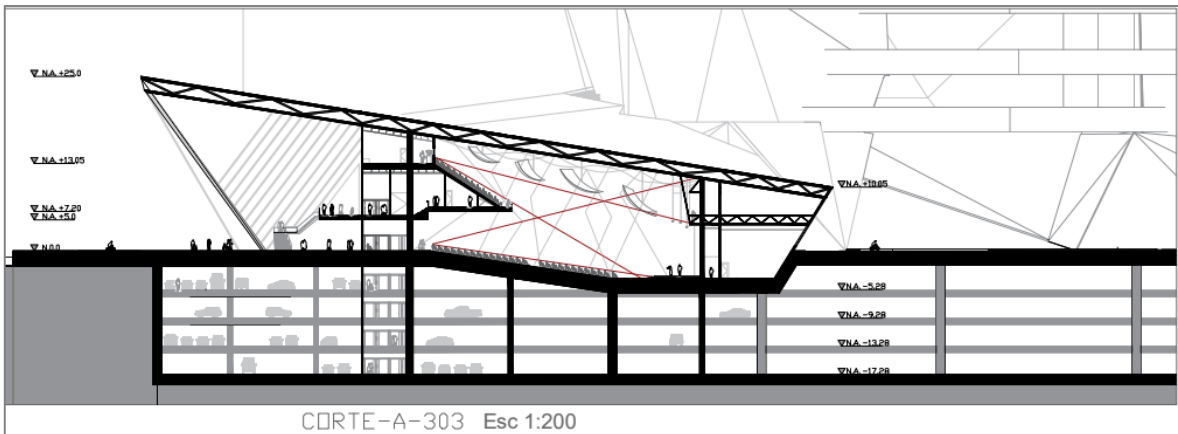 N.A. +25.0
N.A. +13.05
N.A. +7.20
N.A. +5.0
N.0.0
N.A. +10.05
N.A. -5.28
N.A. -9.28
N.A. -13.28
N.A. -17.28
CORTE-A-303 Esc 1:200